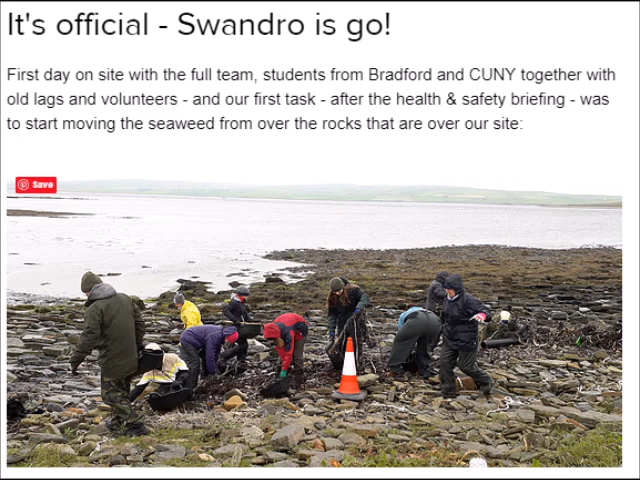 It's official - Swandro is go!
First day on site with the full team, students from Bradford and CUNY together with
old lags and volunteers - and our first task - after the health & safety briefing - was
to start moving the seaweed from over the rocks that are over our site:
Save